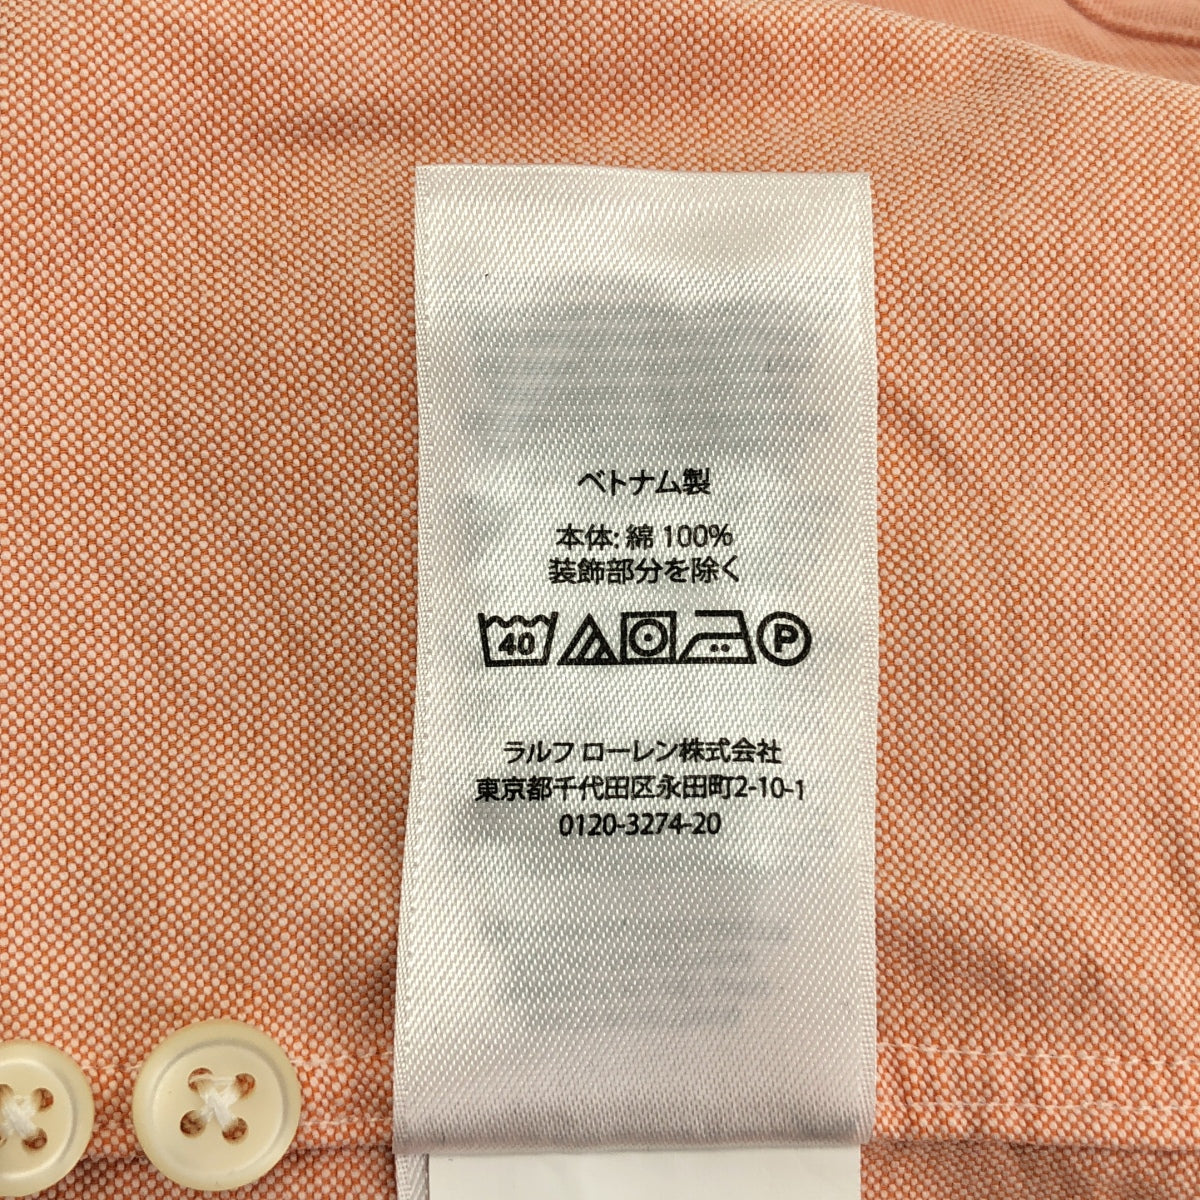 ベトナム製
本体: 綿 100%
装飾部分を除く
40 P
ラルフ ローレン株式会社
東京都千代田区永田町2-10-1
0120-3274-20